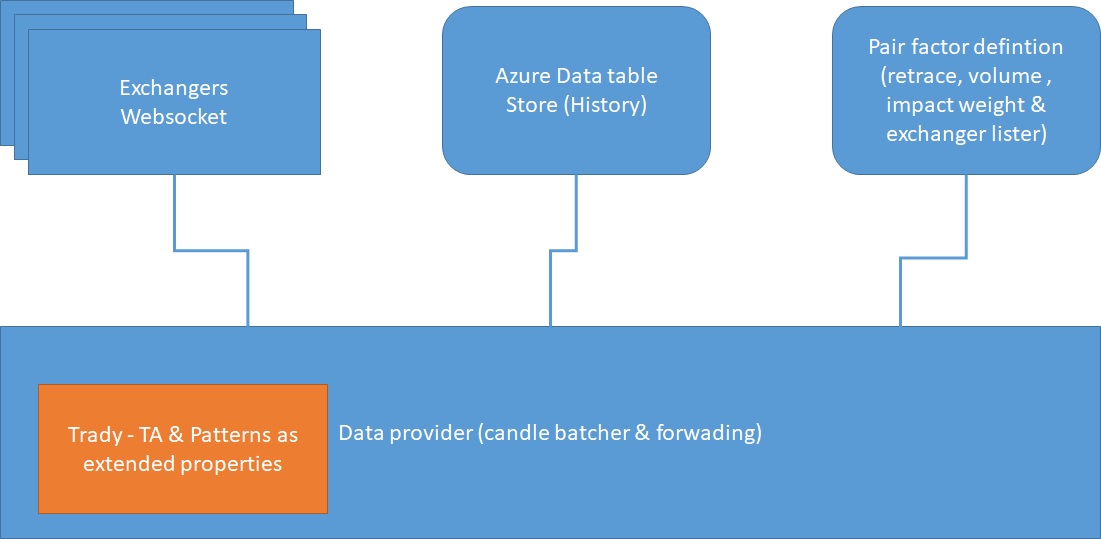 Exchangers
Websocket
Azure Data table
Store (History)
Pair factor defintion
(retrace, volume ,
impact weight &
exchanger lister)
Trady - TA & Patterns as
extended properties
Data provider (candle batcher & forwading)